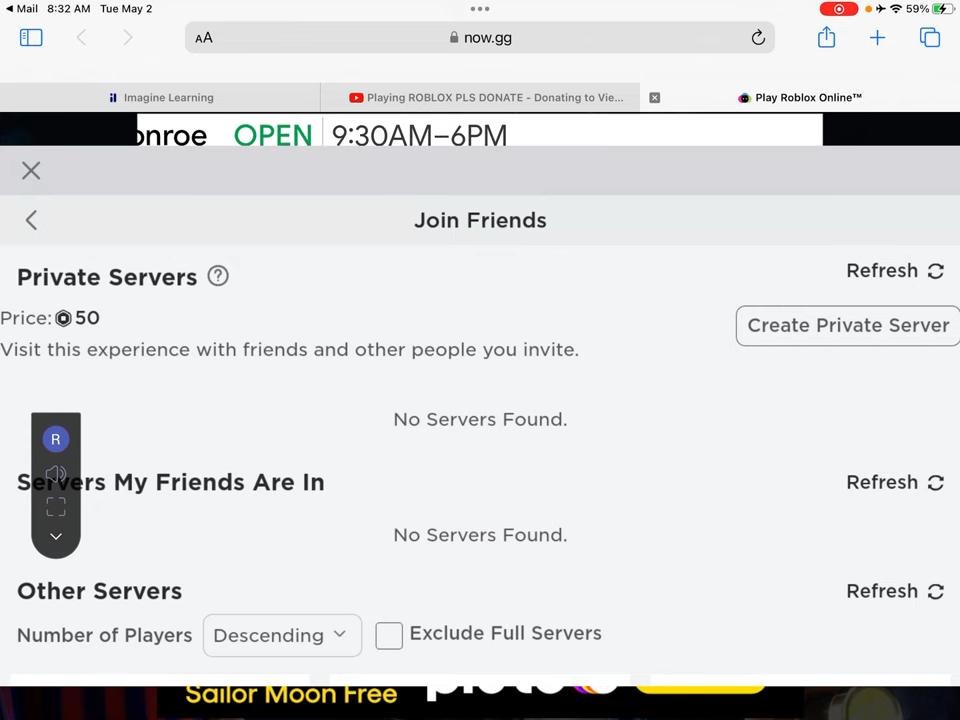 Mail 8:32 AM Tue May 2 59%
AA now.gg
Imagine Learning Playing ROBLOX PLS DONATE - Donating to Vie... Play Roblox Online™
onroe OPEN 9:30AM–6PM
Join Friends
Private Servers ? Refresh
Price: 50
Create Private Server
Visit this experience with friends and other people you invite.
No Servers Found.
R
Servers My Friends Are In Refresh
No Servers Found.
Other Servers Refresh
Number of Players Descending Exclude Full Servers
Sailor Moon Free